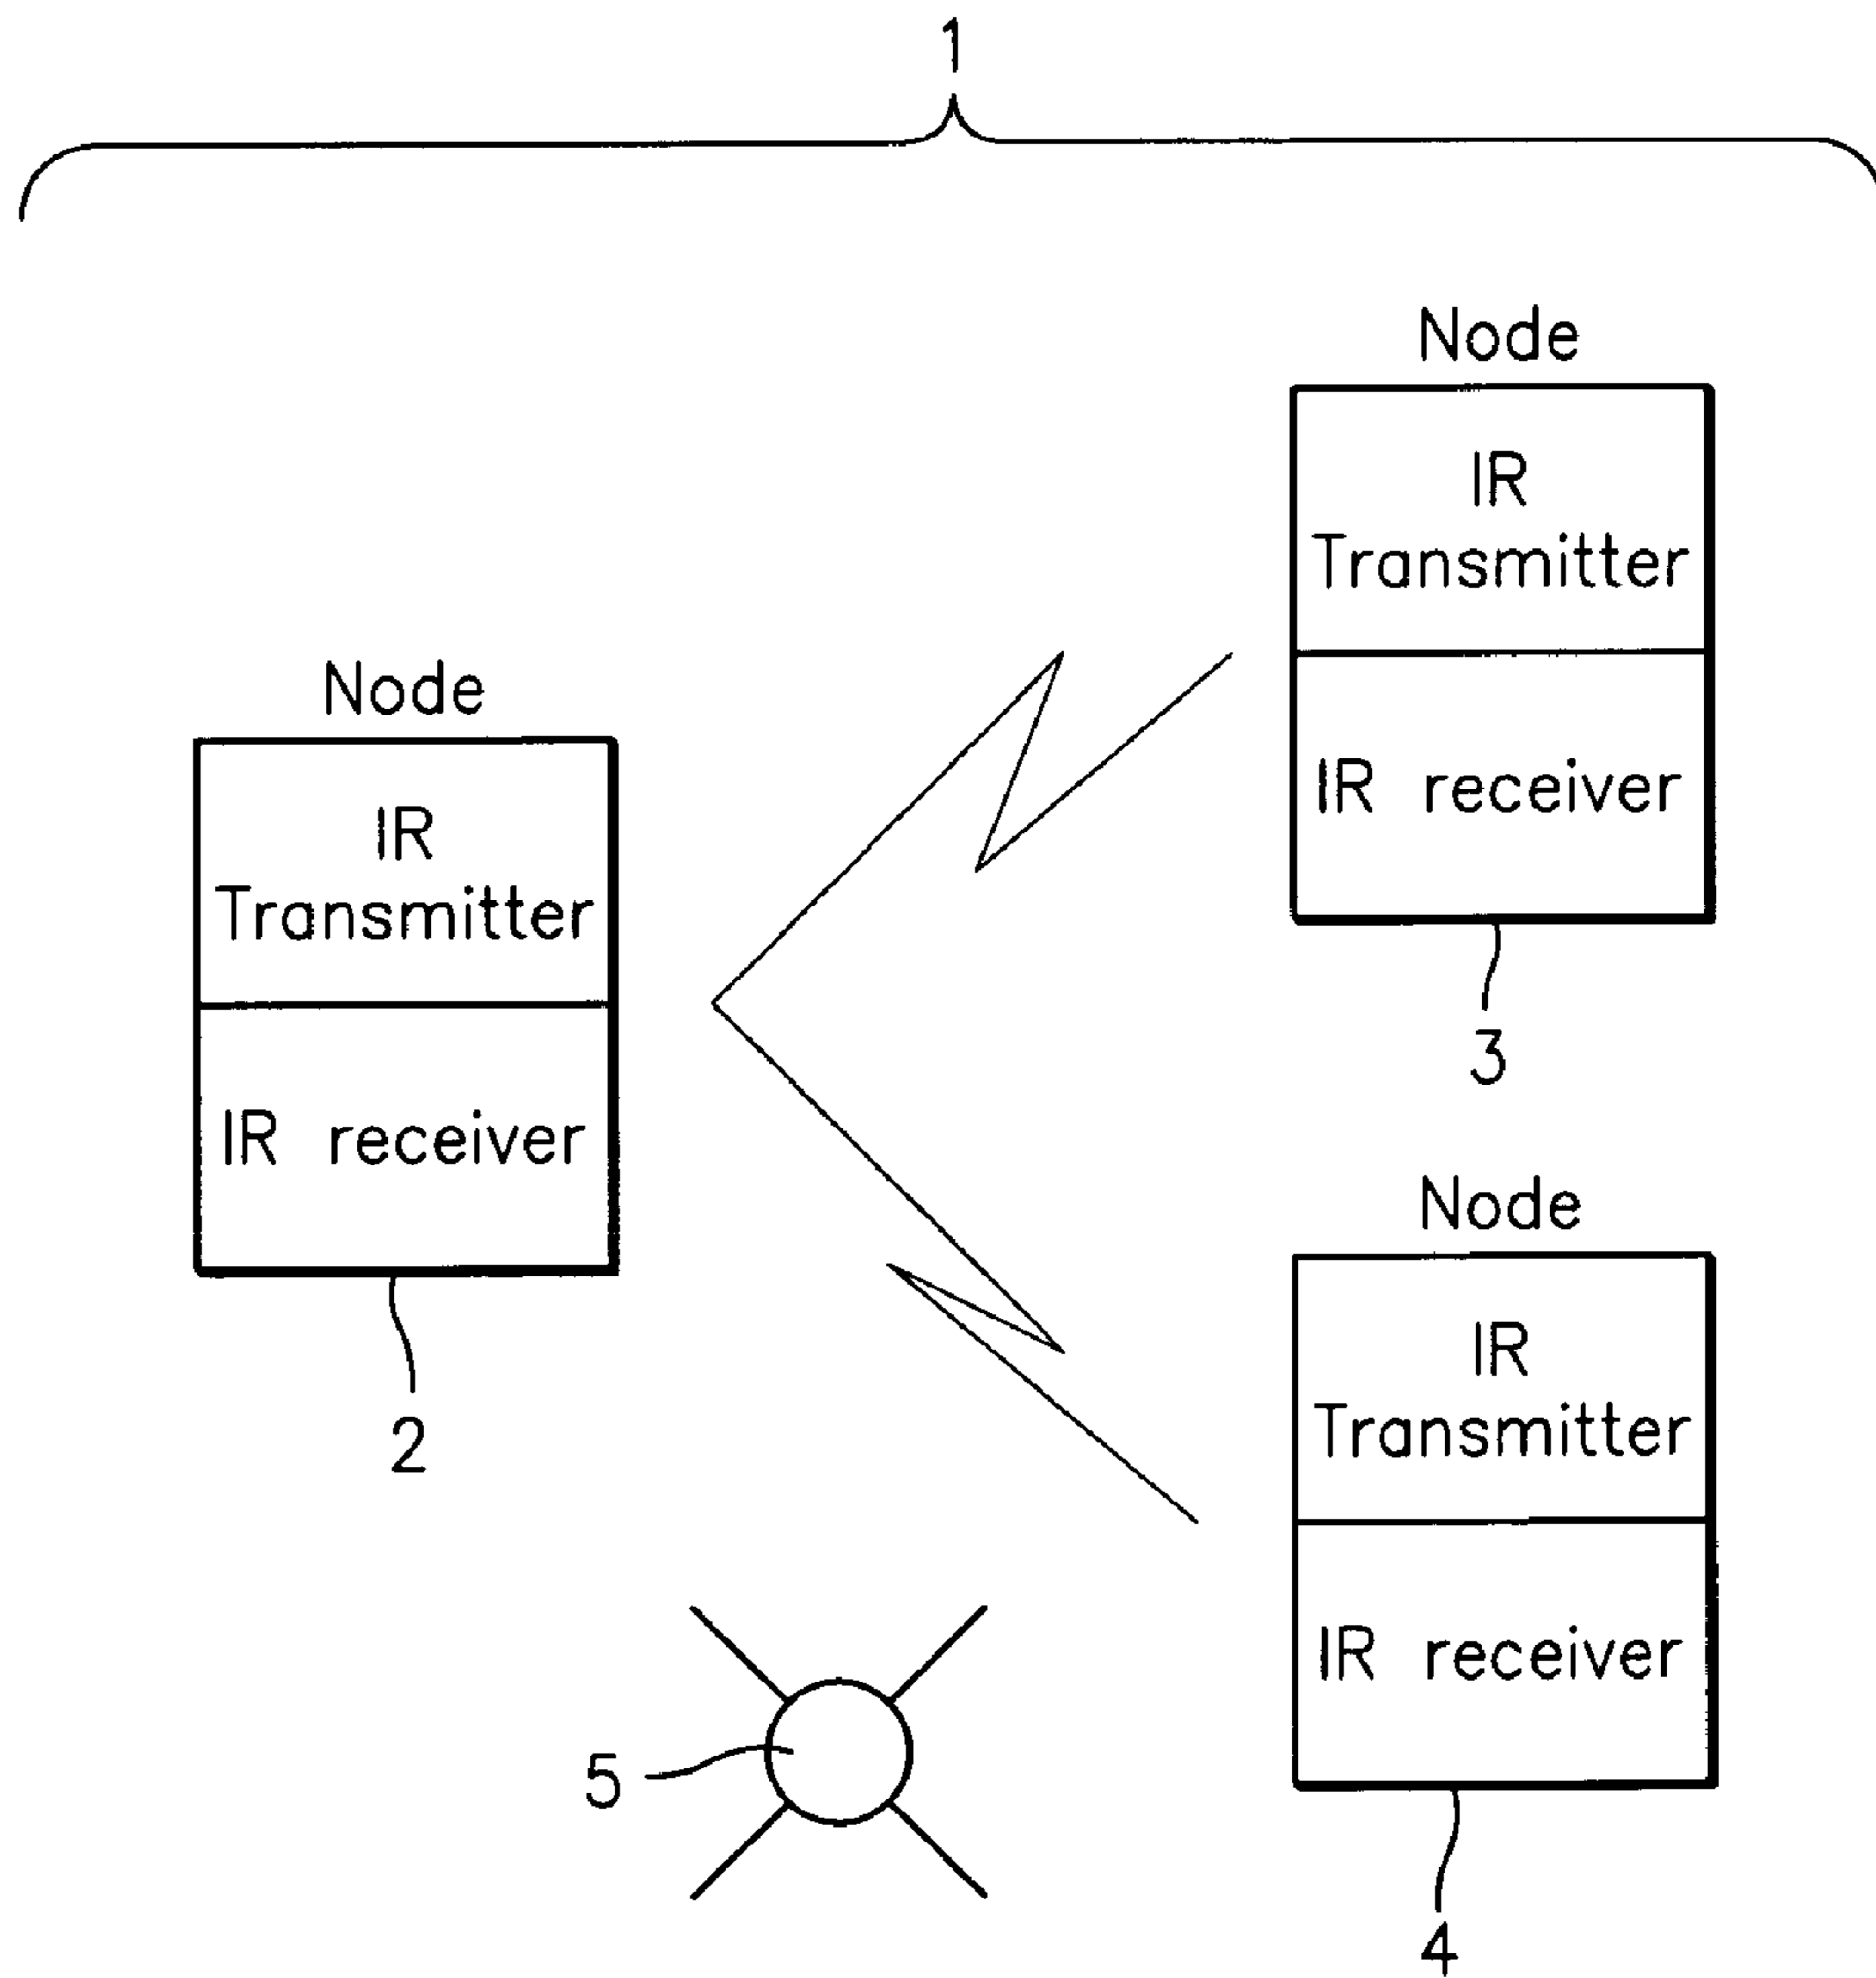 1
Node
IR
Transmitter
IR receiver
3
Node
IR
Transmitter
IR receiver
2
Node
IR
Transmitter
IR receiver
4
5